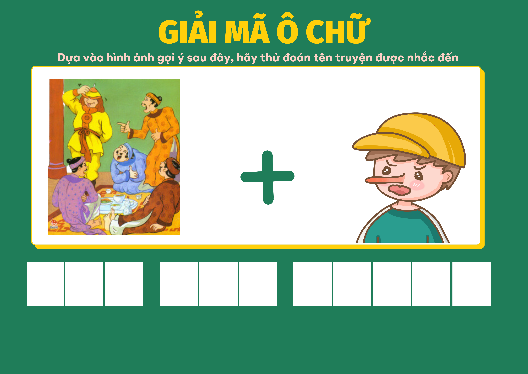 GIẢI MÃ Ô CHỮ
Dựa vào hình ảnh gợi ý sau đây, hãy thử đoán tên truyện được nhắc đến